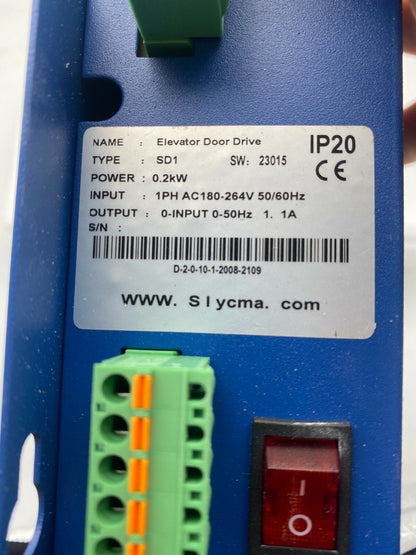 NAME : Elevator Door Drive
IP20
TYPE : SD1 SW: 23015
CE
POWER : 0.2kW
INPUT : 1PH AC180-264V 50/60Hz
OUTPUT : 0-INPUT 0-50Hz 1. 1A
S/N :
D-2-0-10-1-2008-2109
WWW. Slycma. com